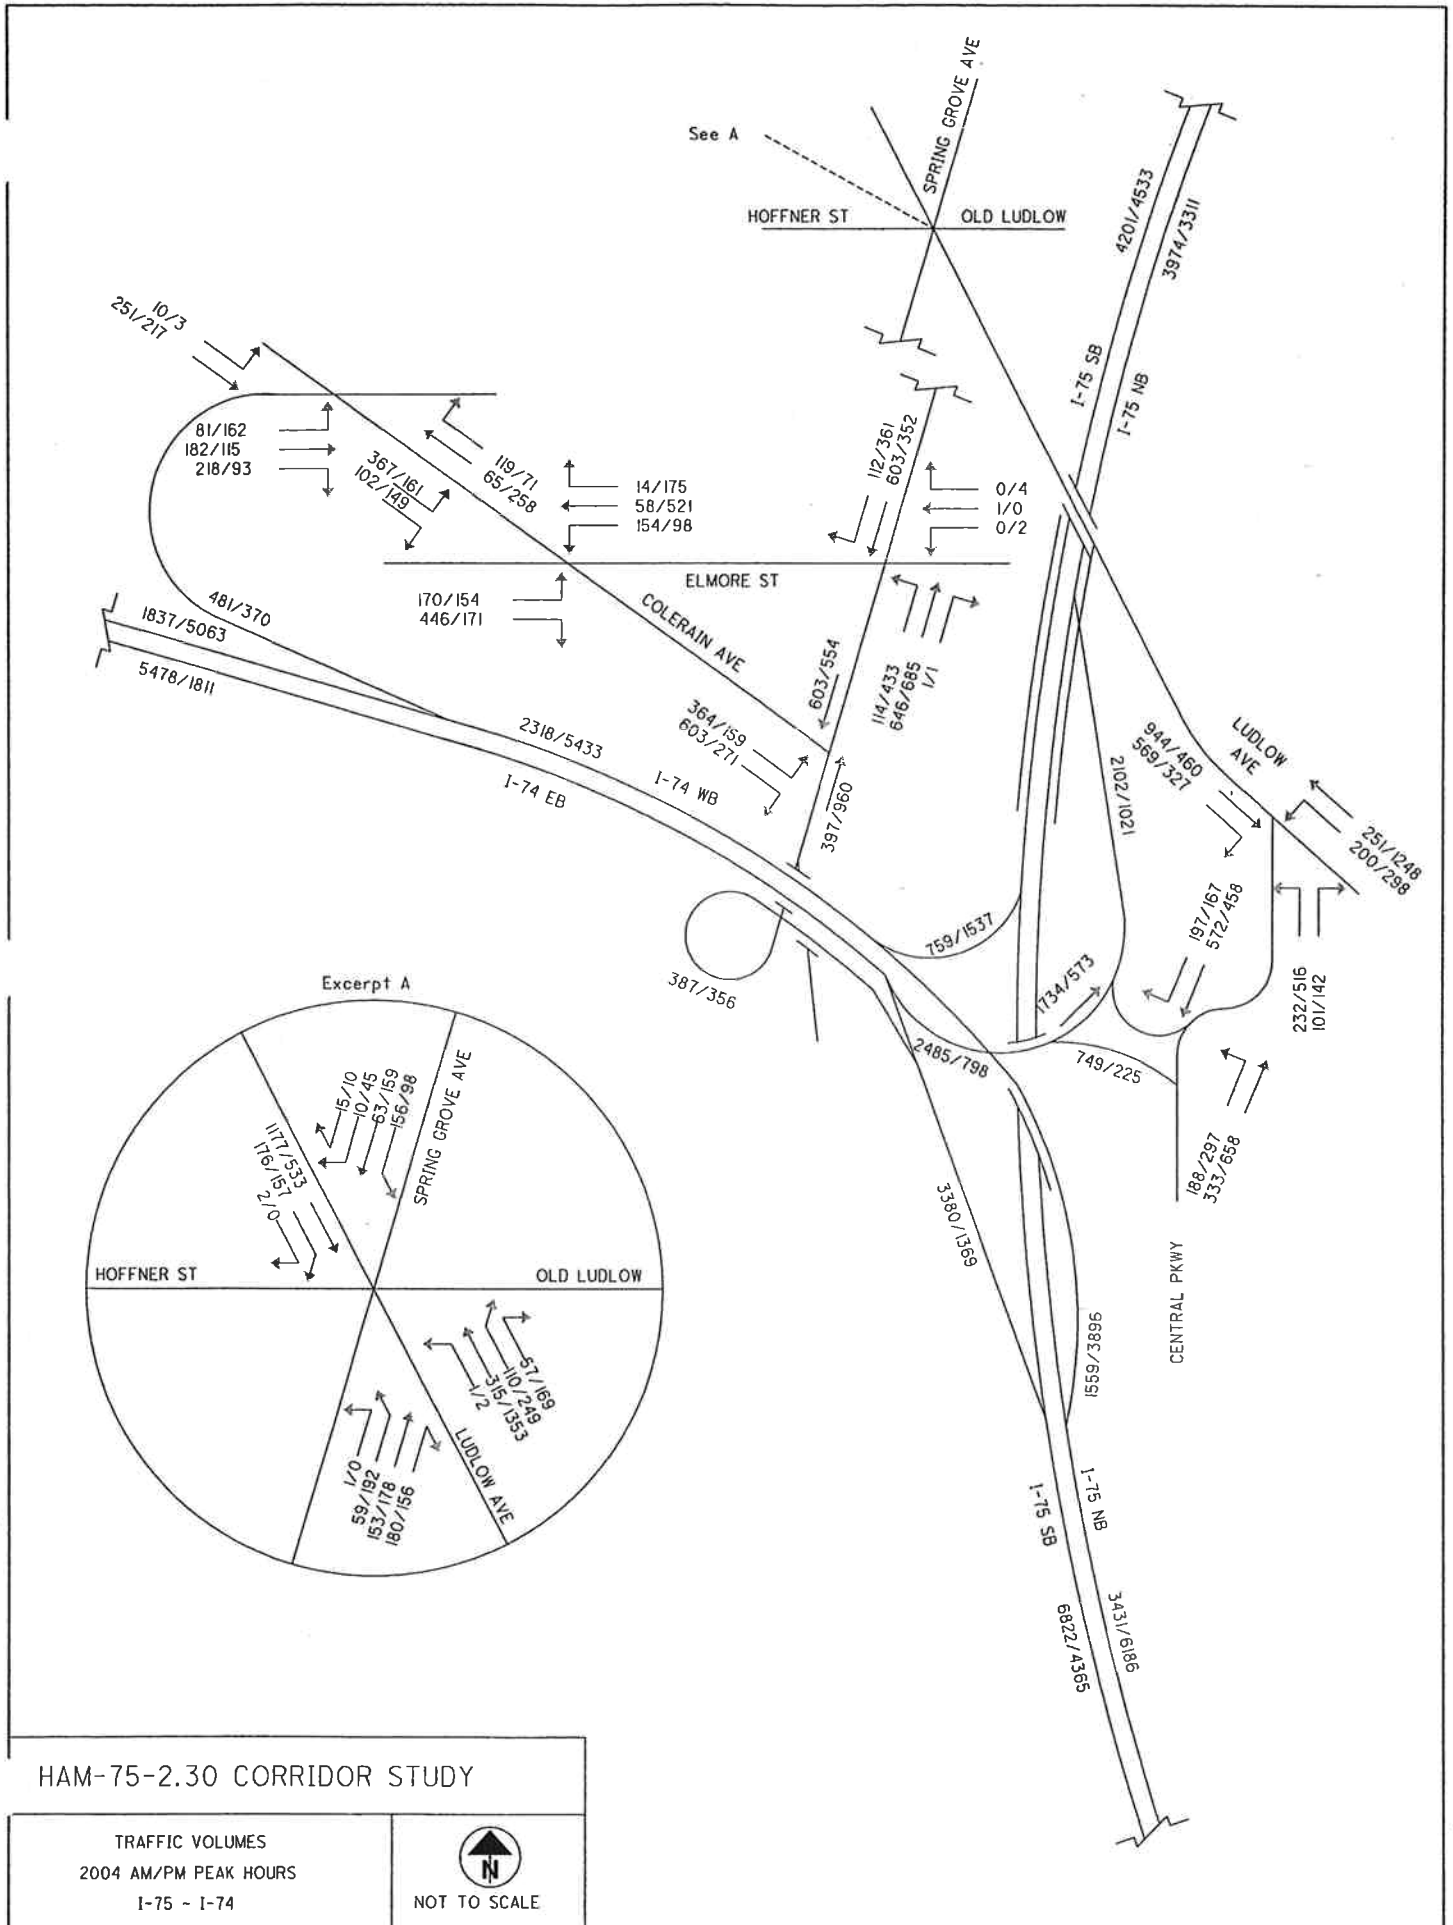 SPRING GROVE AVE
See A
HOFFNER ST
OLD LUDLOW
4201/4533
3974/3311
I-75 SB
I-75 NB
10/3
251/217
81/162
182/115
218/93
367/161
102/149
119/71
65/258
14/175
58/521
154/98
112/361
603/352
0/4
1/0
0/2
ELMORE ST
170/154
446/171
COLERAIN AVE
481/370
1837/5063
5478/1811
603/554
114/433
646/685
1/1
364/159
603/271
2318/5433
I-74 WB
I-74 EB
397/960
2102/1021
944/460
569/327
LUDLOW
AVE
251/1248
200/298
197/167
572/458
232/516
101/142
759/1537
387/356
1734/573
2485/798
749/225
188/297
333/658
3380/1369
1559/3896
CENTRAL PKWY
Excerpt A
15/10
10/45
63/159
156/98
SPRING GROVE AVE
1177/533
176/157
2/0
HOFFNER ST
OLD LUDLOW
67/169
110/249
315/1353
1/2
1/0
59/192
153/178
180/156
LUDLOW AVE
I-75 SB
I-75 NB
6822/4365
3431/6186
HAM-75-2.30 CORRIDOR STUDY
TRAFFIC VOLUMES
2004 AM/PM PEAK HOURS
I-75 ~ I-74
N
NOT TO SCALE